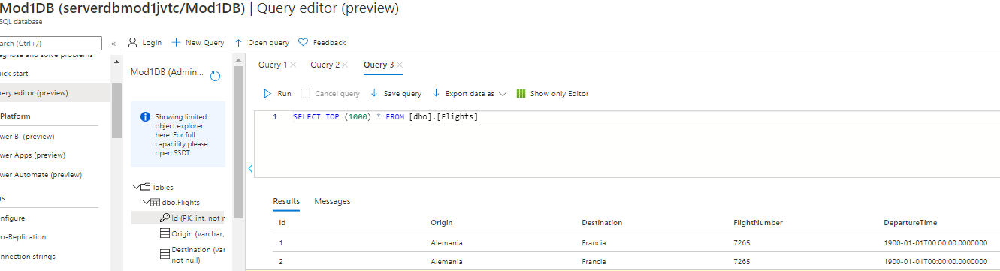 Mod1DB (serverdbmod1jvtc/Mod1DB) | Query editor (preview)
SQL database
arch (Ctrl+/)
«
Login
New Query
Open query
Feedback
agnose and solve problems
ick start
ery editor (preview)
Platform
wer BI (preview)
wer Apps (preview)
wer Automate (preview)
gs
nfigure
o-Replication
nnection strings
Mod1DB (Admin...
Showing limited
object explorer
here. For full
capability please
open SSDT.
Tables
dbo.Flights
Id (PK, int, not n
Origin (varchar,
Destination (var
not null)
Query 1
Query 2
Query 3
Run
Cancel query
Save query
Export data as
Show only Editor
1 SELECT TOP (1000) * FROM [dbo].[Flights]
Results
Messages
Id Origin Destination FlightNumber DepartureTime
1 Alemania Francia 7265 1900-01-01T00:00:00.0000000
2 Alemania Francia 7265 1900-01-01T00:00:00.0000000